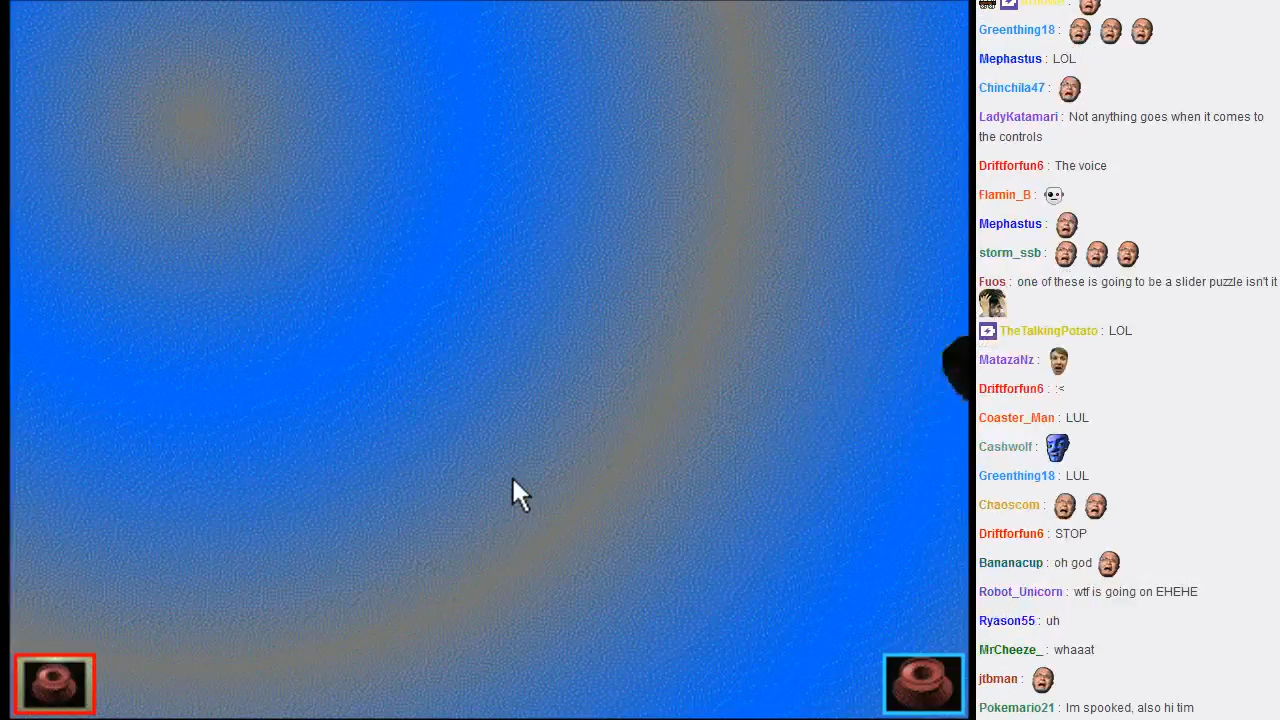 Greenthing18 :
Mephastus : LOL
Chinchila47 :
LadyKatamari : Not anything goes when it comes to
the controls
Driftforfun6 : The voice
Flamin_B :
Mephastus :
storm_ssb :
Fuos : one of these is going to be a slider puzzle isn't it
TheTalkingPotato : LOL
MatazaNz :
Driftforfun6 : :<
Coaster_Man : LUL
Cashwolf :
Greenthing18 : LUL
Chaoscom :
Driftforfun6 : STOP
Bananacup : oh god
Robot_Unicorn : wtf is going on EHEHE
Ryason55 : uh
MrCheeze_ : whaaat
jtbman :
Pokemario21 : Im spooked, also hi tim